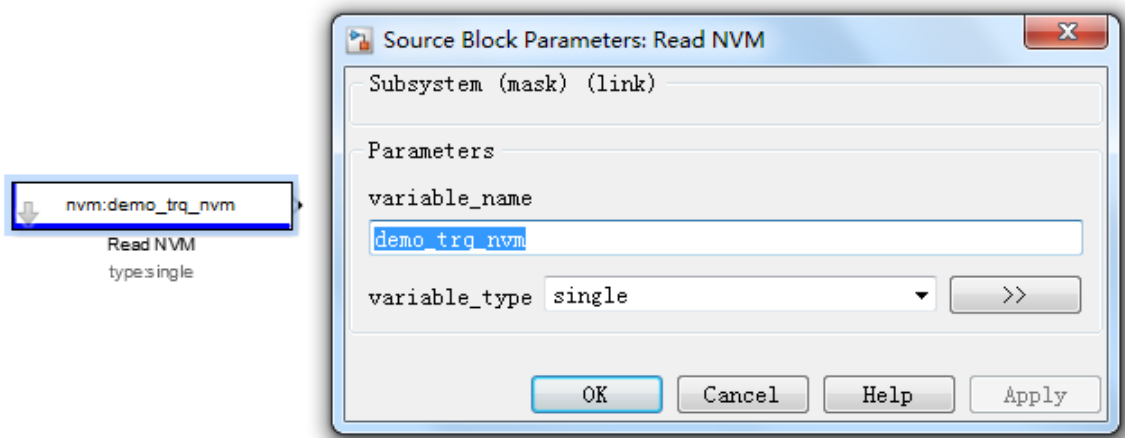 nvm:demo_trq_nvm
Read NVM
type:single
Source Block Parameters: Read NVM
Subsystem (mask) (link)
Parameters
variable_name
demo_trq_nvm
variable_type single >>
OK Cancel Help Apply